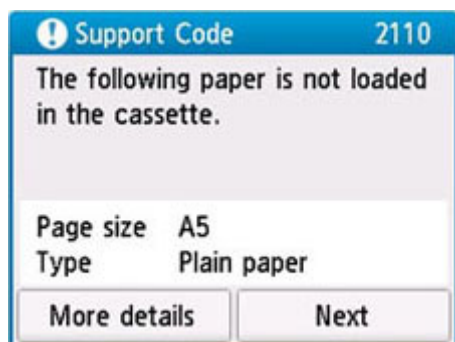 Support Code 2110
The following paper is not loaded
in the cassette.
Page size A5
Type Plain paper
More details Next